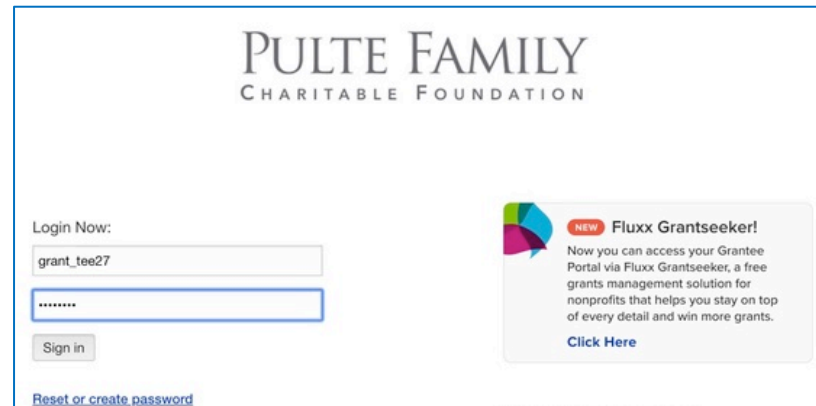 PULTE FAMILY
CHARITABLE FOUNDATION
Login Now:
grant_tee27
••••••••
Sign in
Reset or create password
NEW Fluxx Grantseeker!
Now you can access your Grantee
Portal via Fluxx Grantseeker, a free
grants management solution for
nonprofits that helps you stay on top
of every detail and win more grants.
Click Here